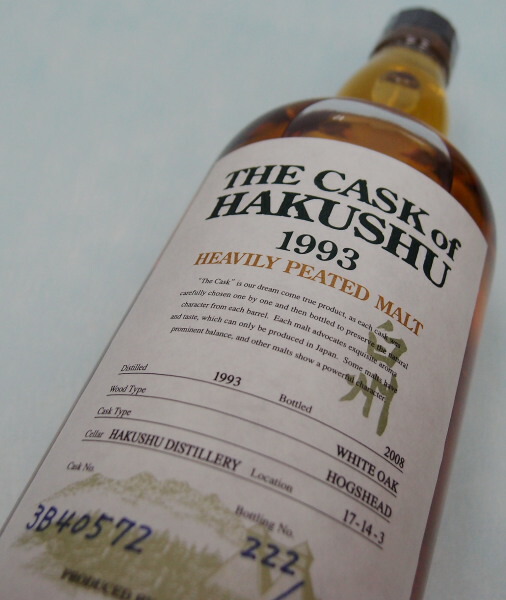 THE CASK of
HAKUSHU
1993
HEAVILY PEATED MALT
"The Cask" is our dream come true product, as each cask was
carefully chosen one by one and then bottled to preserve the natural
character from each barrel. Each malt advocates exquisite aroma
and taste, which can only be produced in Japan. Some malts have
prominent balance, and other malts show a powerful character.
白州
Distilled 1993 Bottled 2008
Wood Type WHITE OAK
Cask Type HOGSHEAD
Cellar HAKUSHU DISTILLERY Location 17-14-3
Cask No. Bottling No.
3B40572 222/
PRODUCED